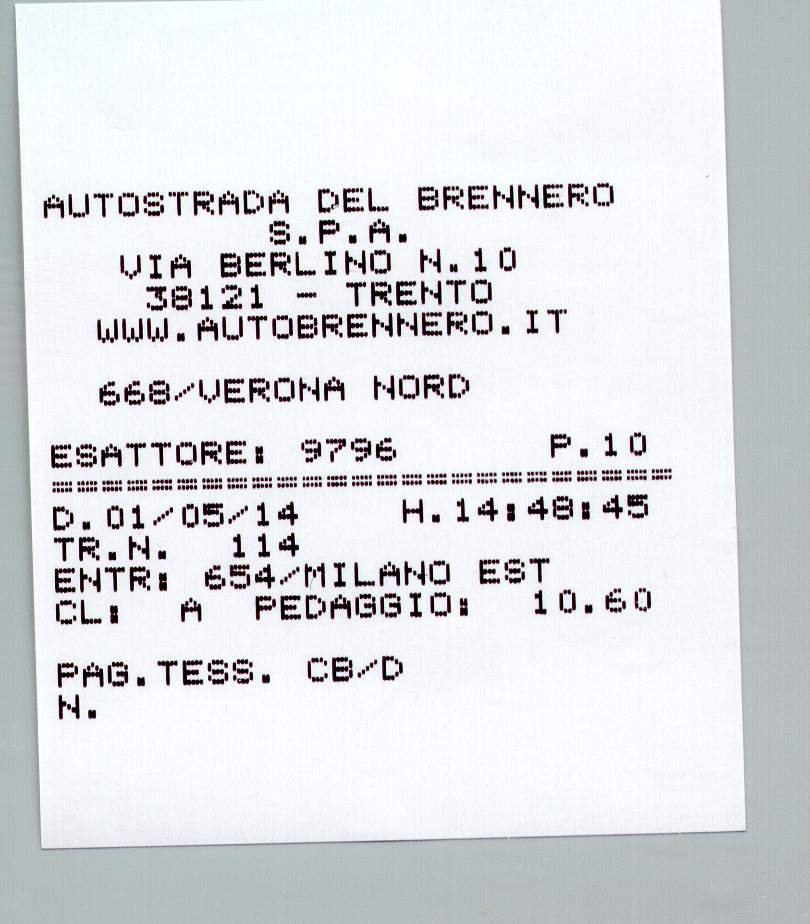 AUTOSTRADA DEL BRENNERO
S.P.A.
VIA BERLINO N.10
38121 - TRENTO
WWW.AUTOBRENNERO.IT
668/VERONA NORD
ESATTORE: 9796 P.10
=========================
D.01/05/14 H.14:48:45
TR.N. 114
ENTR: 654/MILANO EST
CL: A PEDAGGIO: 10.60
PAG.TESS. CB/D
N.